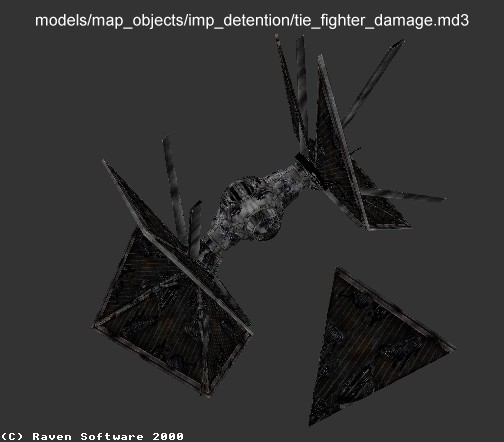 models/map_objects/imp_detention/tie_fighter_damage.md3
(C) Raven Software 2000